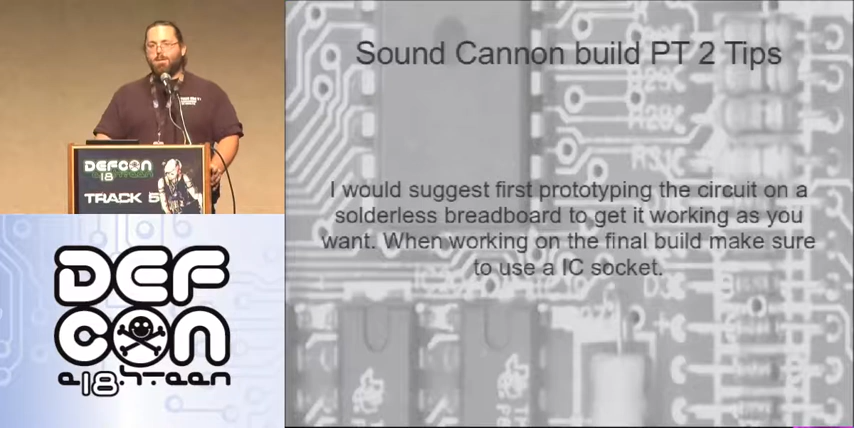 Sound Cannon build PT 2 Tips
I would suggest first prototyping the circuit on a
solderless breadboard to get it working as you
want. When working on the final build make sure
to use a IC socket.
DEFCON
18
TRACK 5
DEF
CON
e18hteen